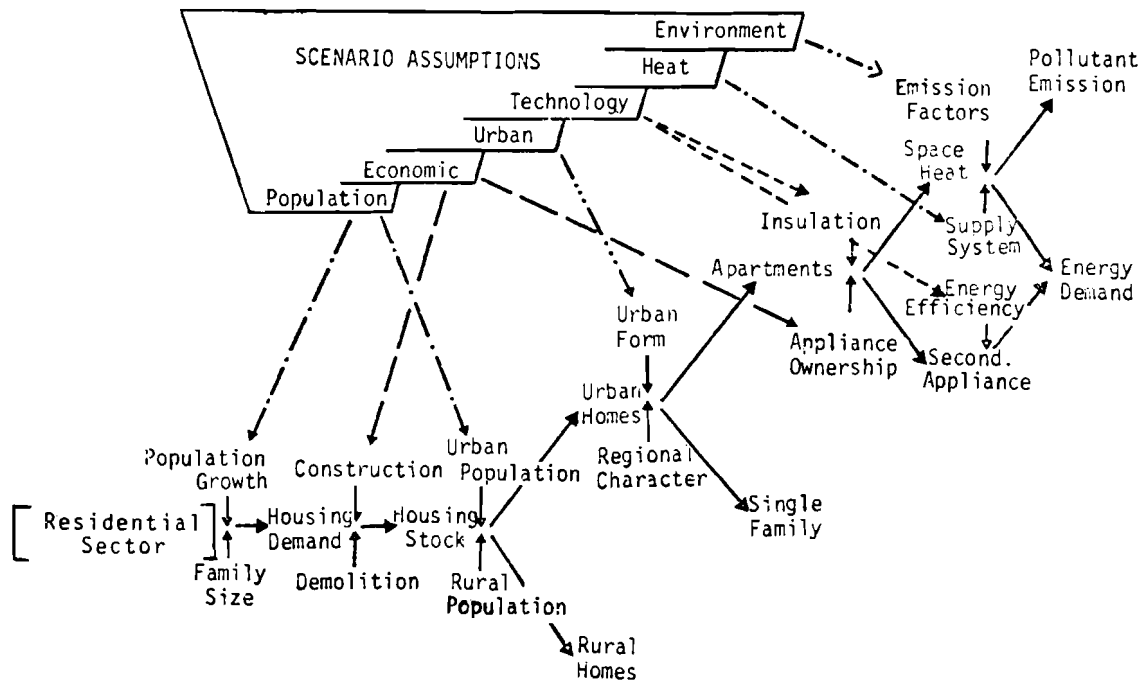 Environment
SCENARIO ASSUMPTIONS
Heat
Technology
Urban
Economic
Population
Pollutant
Emission
Emission
Factors
Space
Heat
Insulation
Supply
System
Apartments
Energy
Demand
Energy
Efficiency
Urban
Form
Appliance
Ownership
Second.
Appliance
Urban
Homes
Regional
Character
Single
Family
Population
Growth
Construction
Urban
Population
[ Residential
Sector ]
Housing
Demand
Housing
Stock
Family
Size
Demolition
Rural
Population
Rural
Homes